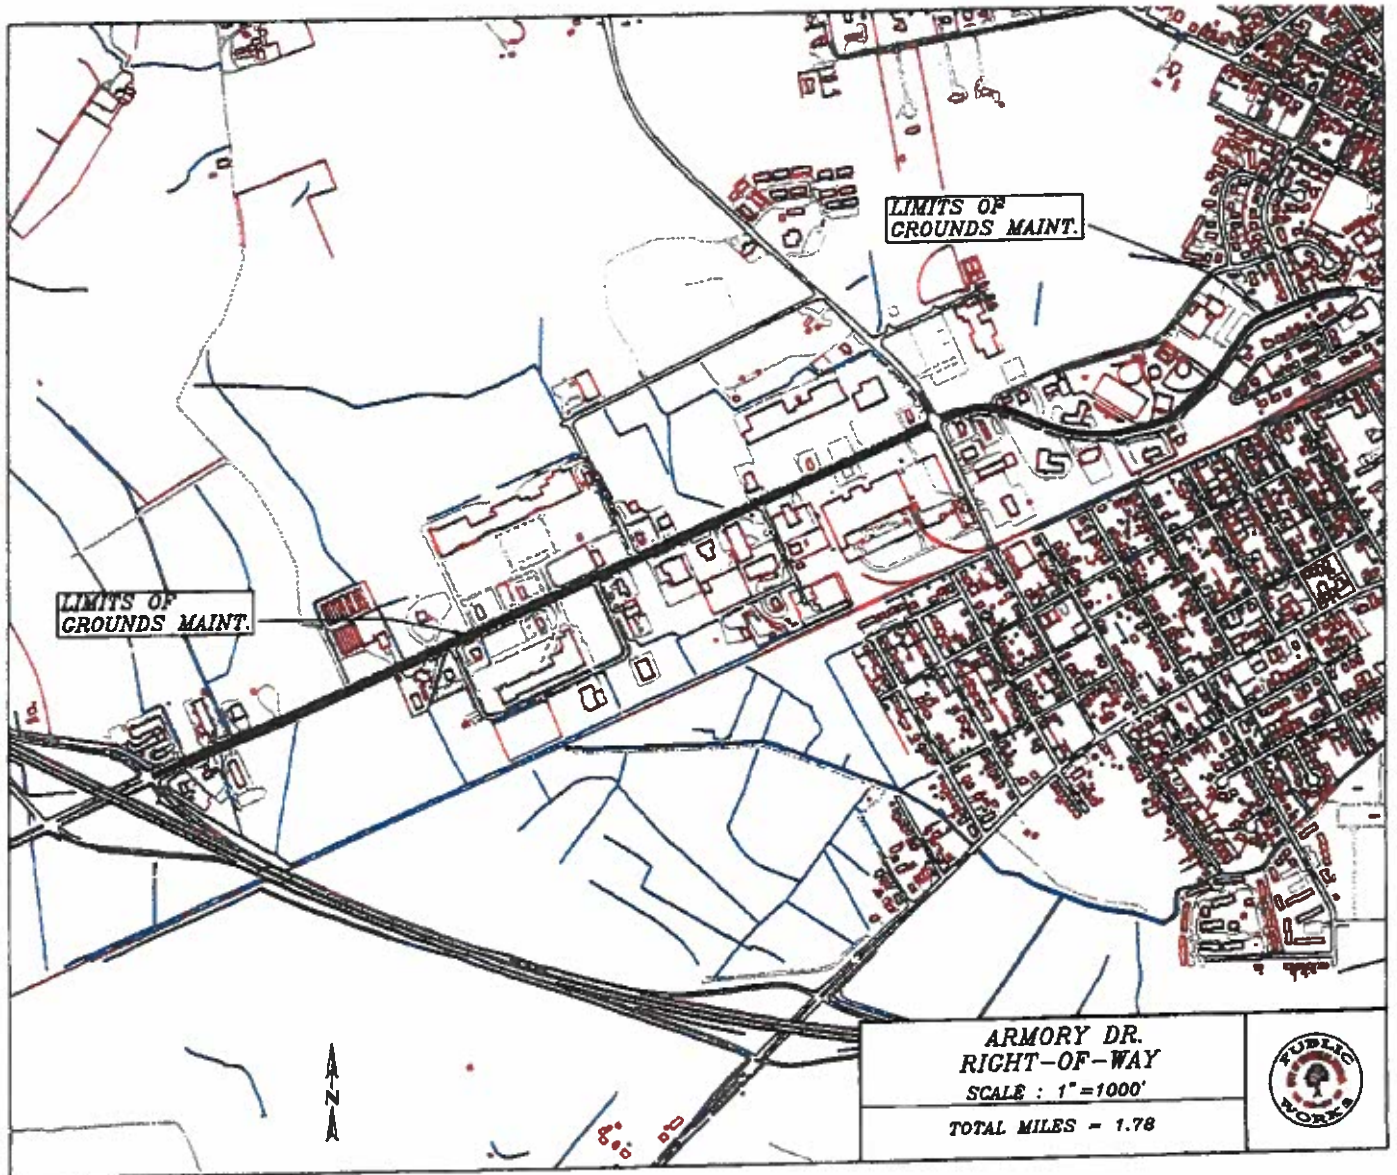 LIMITS OF
GROUNDS MAINT.
LIMITS OF
GROUNDS MAINT.
N
ARMORY DR.
RIGHT-OF-WAY
SCALE : 1"=1000'
TOTAL MILES = 1.78
PUBLIC
WORKS